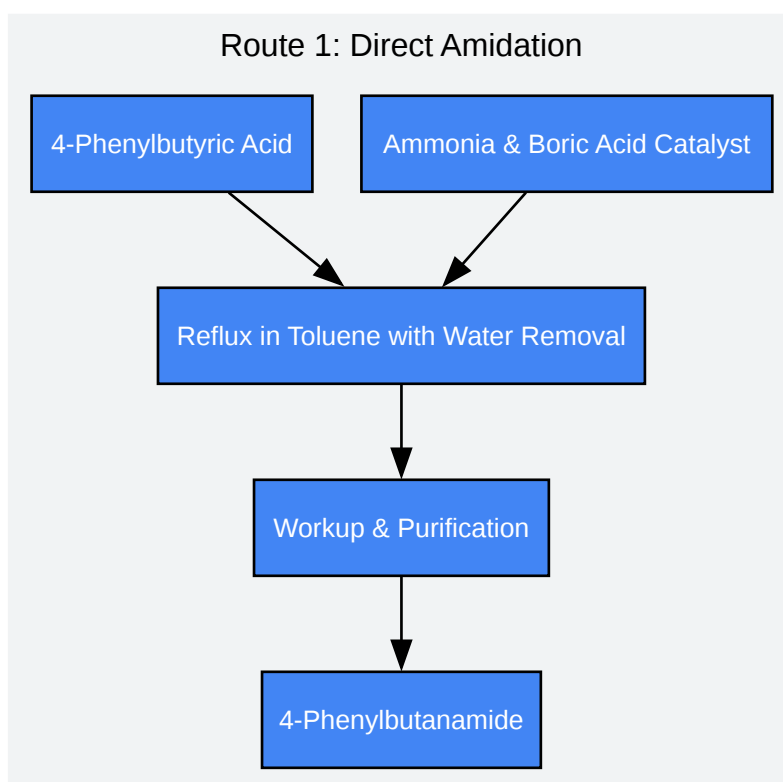 Route 1: Direct Amidation
4-Phenylbutyric Acid
Ammonia & Boric Acid Catalyst
Reflux in Toluene with Water Removal
Workup & Purification
4-Phenylbutanamide